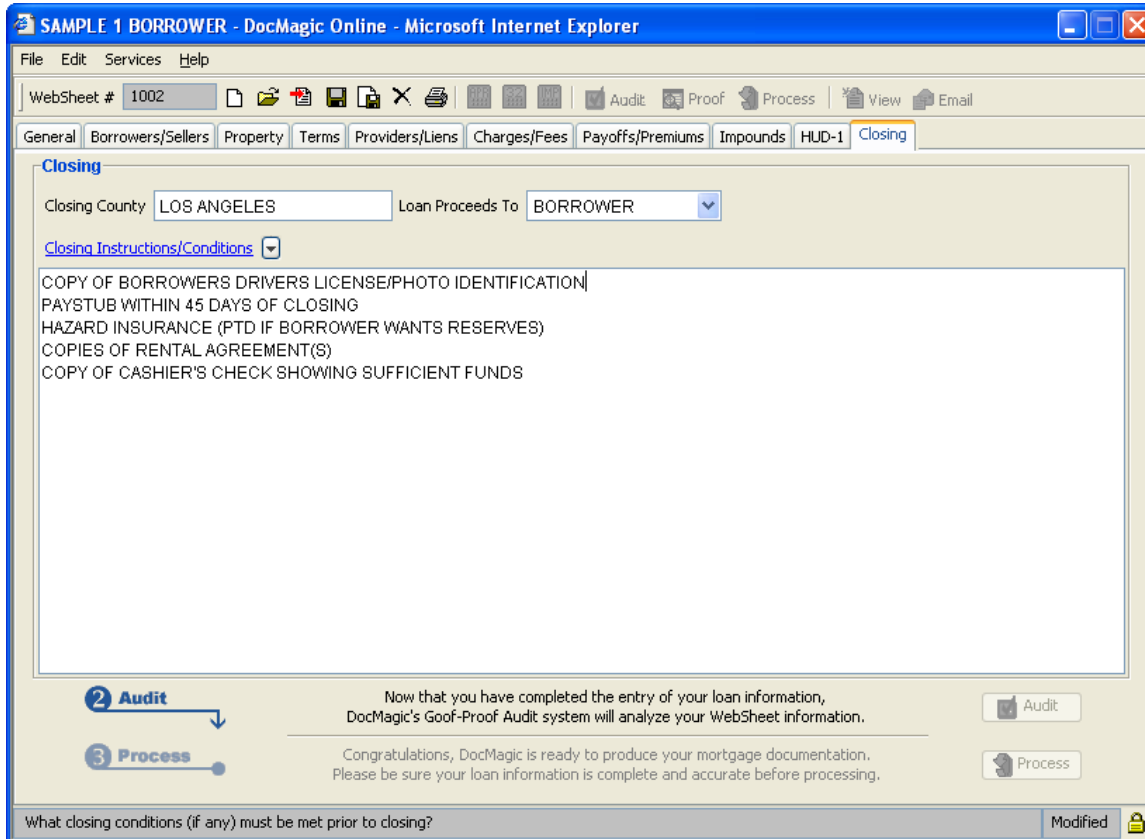 SAMPLE 1 BORROWER - DocMagic Online - Microsoft Internet Explorer
File Edit Services Help
WebSheet # 1002 Audit Proof Process View Email
General Borrowers/Sellers Property Terms Providers/Liens Charges/Fees Payoffs/Premiums Impounds HUD-1 Closing
Closing
Closing County LOS ANGELES Loan Proceeds To BORROWER
Closing Instructions/Conditions
COPY OF BORROWERS DRIVERS LICENSE/PHOTO IDENTIFICATION
PAYSTUB WITHIN 45 DAYS OF CLOSING
HAZARD INSURANCE (PTD IF BORROWER WANTS RESERVES)
COPIES OF RENTAL AGREEMENT(S)
COPY OF CASHIER'S CHECK SHOWING SUFFICIENT FUNDS
2 Audit
Now that you have completed the entry of your loan information,
DocMagic's Goof-Proof Audit system will analyze your WebSheet information.
Audit
3 Process
Congratulations, DocMagic is ready to produce your mortgage documentation.
Please be sure your loan information is complete and accurate before processing.
Process
What closing conditions (if any) must be met prior to closing? Modified